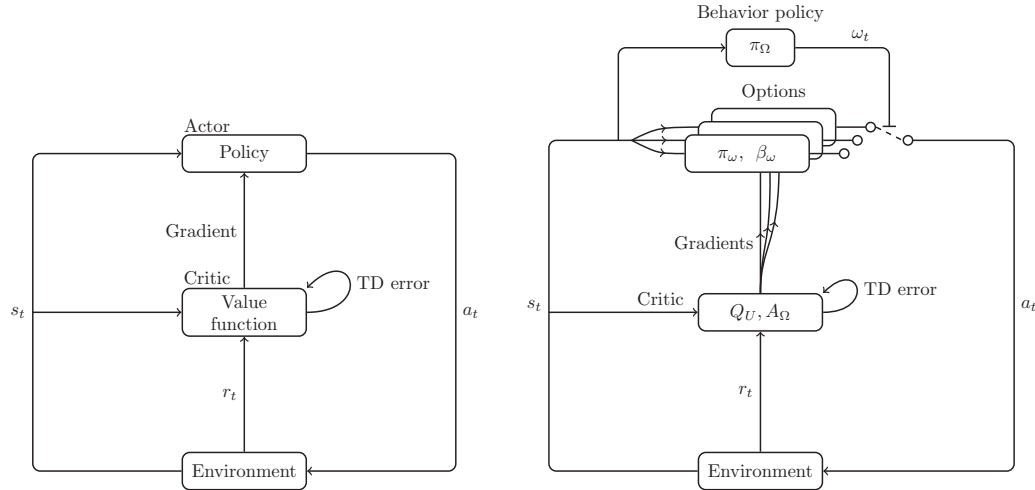 Actor
Policy
Gradient
Critic
Value
function
TD error
s_t
a_t
r_t
Environment
Behavior policy
π_Ω
ω_t
Options
π_ω, β_ω
Gradients
Critic
Q_U, A_Ω
TD error
s_t
a_t
r_t
Environment